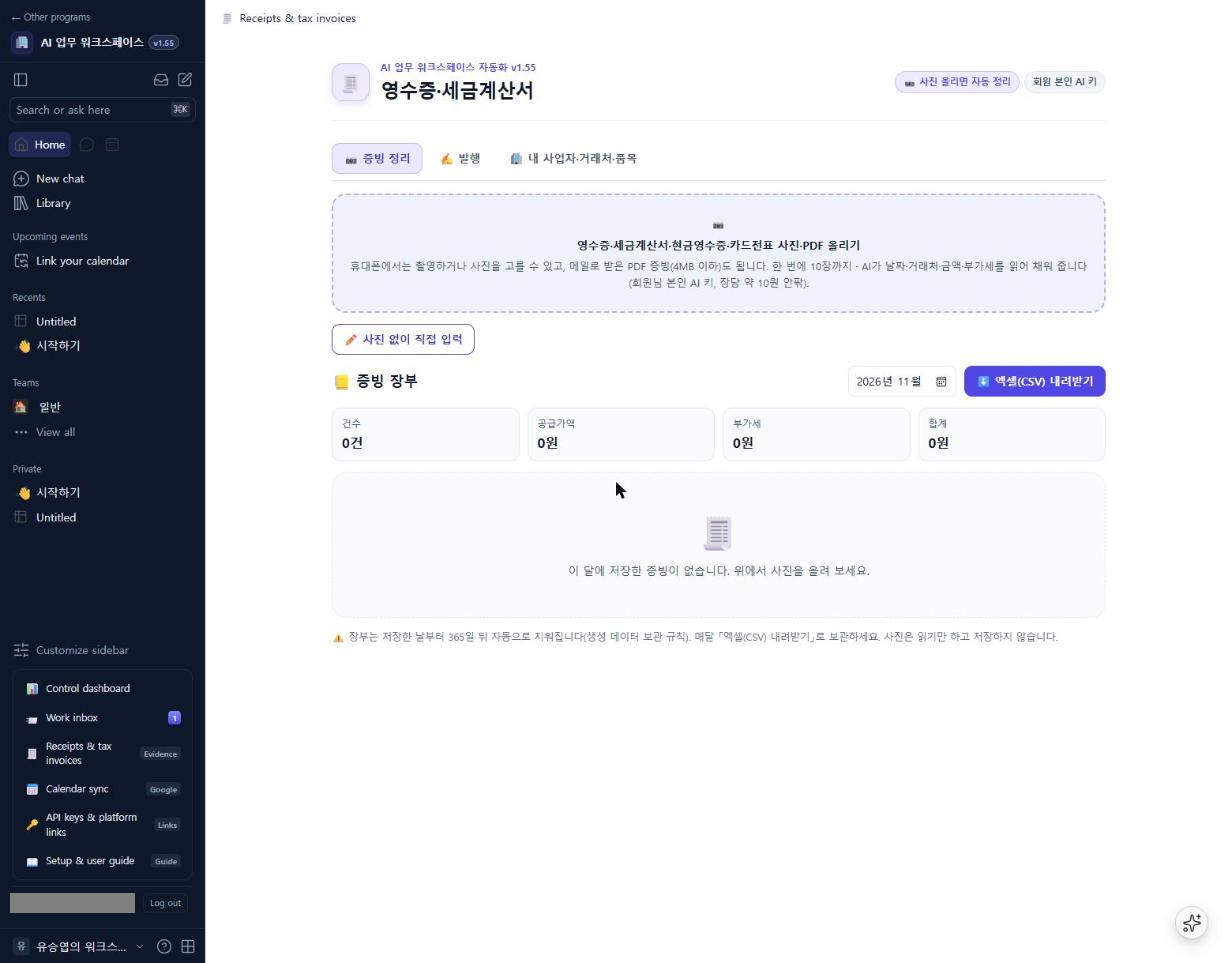 ← Other programs
AI 업무 워크스페이스 v1.55
Search or ask here ⌘K
Home
New chat
Library
Upcoming events
Link your calendar
Recents
Untitled
시작하기
Teams
일반
View all
Private
시작하기
Untitled
Customize sidebar
Control dashboard
Work inbox 1
Receipts & tax
invoices
Evidence
Calendar sync Google
API keys & platform
links
Links
Setup & user guide Guide
Log out
유 유승엽의 워크스...
Receipts & tax invoices
AI 업무 워크스페이스 자동화 v1.55
영수증·세금계산서
사진 올리면 자동 정리 회원 본인 AI 키
증빙 정리 발행 내 사업자·거래처·품목
영수증·세금계산서·현금영수증·카드전표 사진·PDF 올리기
휴대폰에서는 촬영하거나 사진을 고를 수 있고, 메일로 받은 PDF 증빙(4MB 이하)도 됩니다. 한 번에 10장까지 · AI가 날짜·거래처·금액·부가세를 읽어 채워 줍니다
(회원님 본인 AI 키, 장당 약 10원 안팎).
사진 없이 직접 입력
증빙 장부
2026년 11월 엑셀(CSV) 내려받기
건수 공급가액 부가세 합계
0건 0원 0원 0원
이 달에 저장한 증빙이 없습니다. 위에서 사진을 올려 보세요.
장부는 저장한 날부터 365일 뒤 자동으로 지워집니다(생성 데이터 보관 규칙). 매달 「엑셀(CSV) 내려받기」로 보관하세요. 사진은 읽기만 하고 저장하지 않습니다.